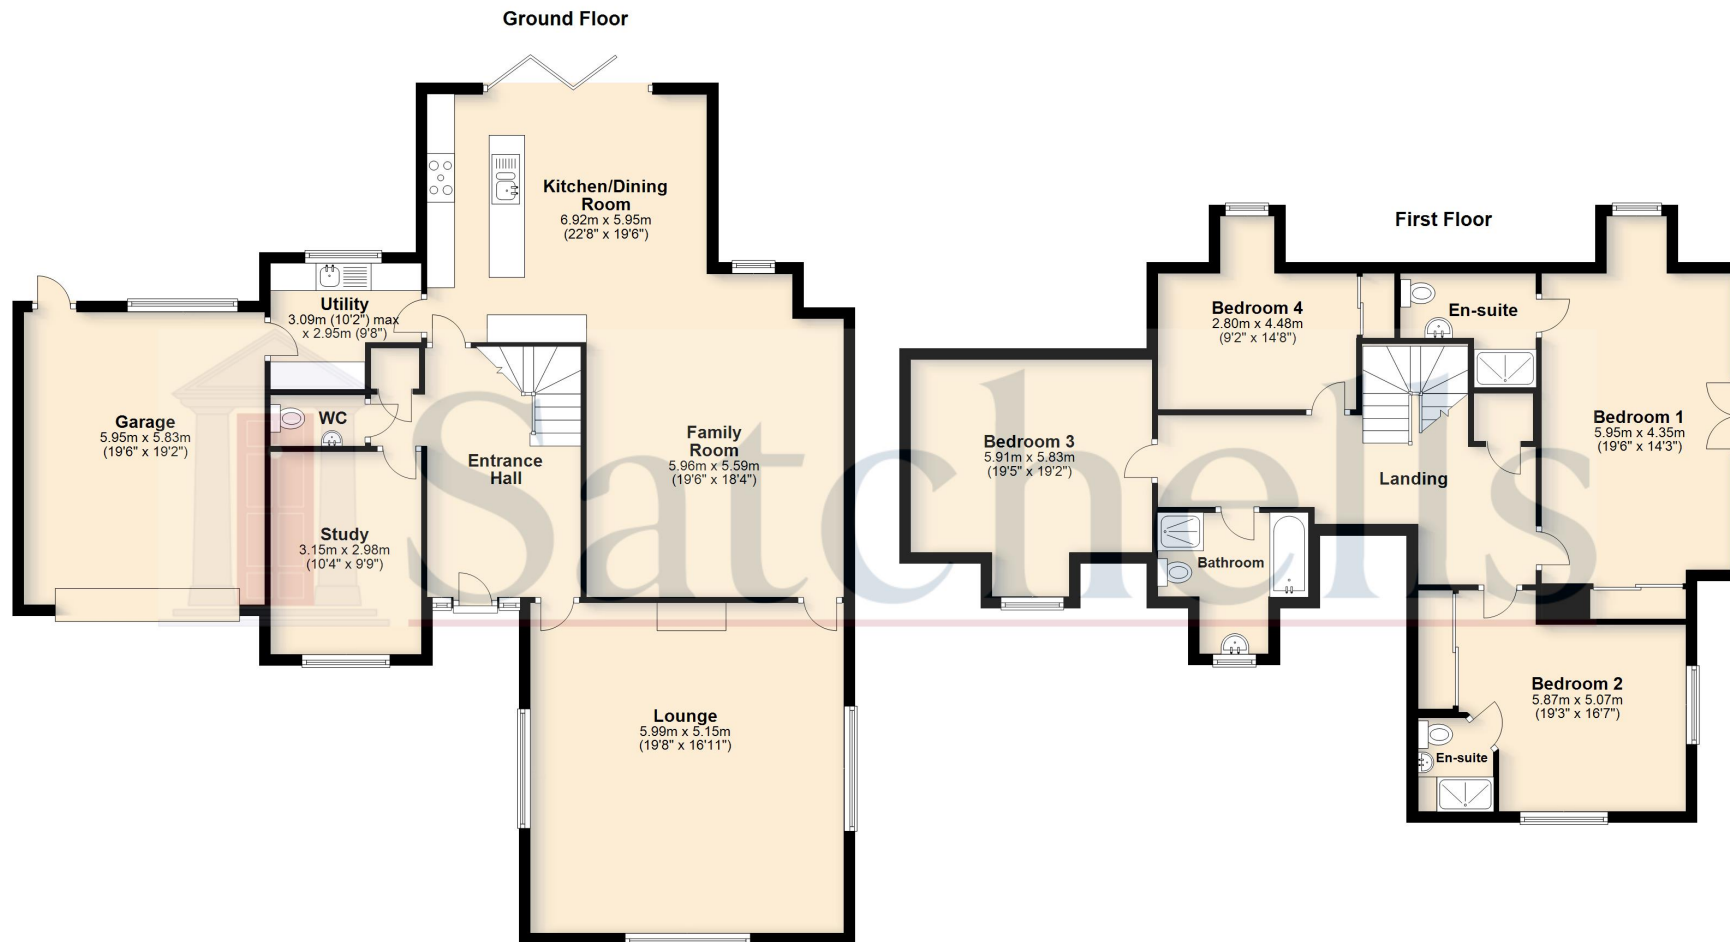 Ground Floor
Kitchen/Dining
Room
6.92m x 5.95m
(22'8" x 19'6")
Utility
3.09m (10'2") max
x 2.95m (9'8")
Garage
5.95m x 5.83m
(19'6" x 19'2")
WC
Entrance
Hall
Family
Room
5.96m x 5.59m
(19'6" x 18'4")
Study
3.15m x 2.98m
(10'4" x 9'9")
Lounge
5.99m x 5.15m
(19'8" x 16'11")
First Floor
Bedroom 4
2.80m x 4.48m
(9'2" x 14'8")
En-suite
Bedroom 3
5.91m x 5.83m
(19'5" x 19'2")
Bedroom 1
5.95m x 4.35m
(19'6" x 14'3")
Landing
Bathroom
Bedroom 2
5.87m x 5.07m
(19'3" x 16'7")
En-suite
Satchells